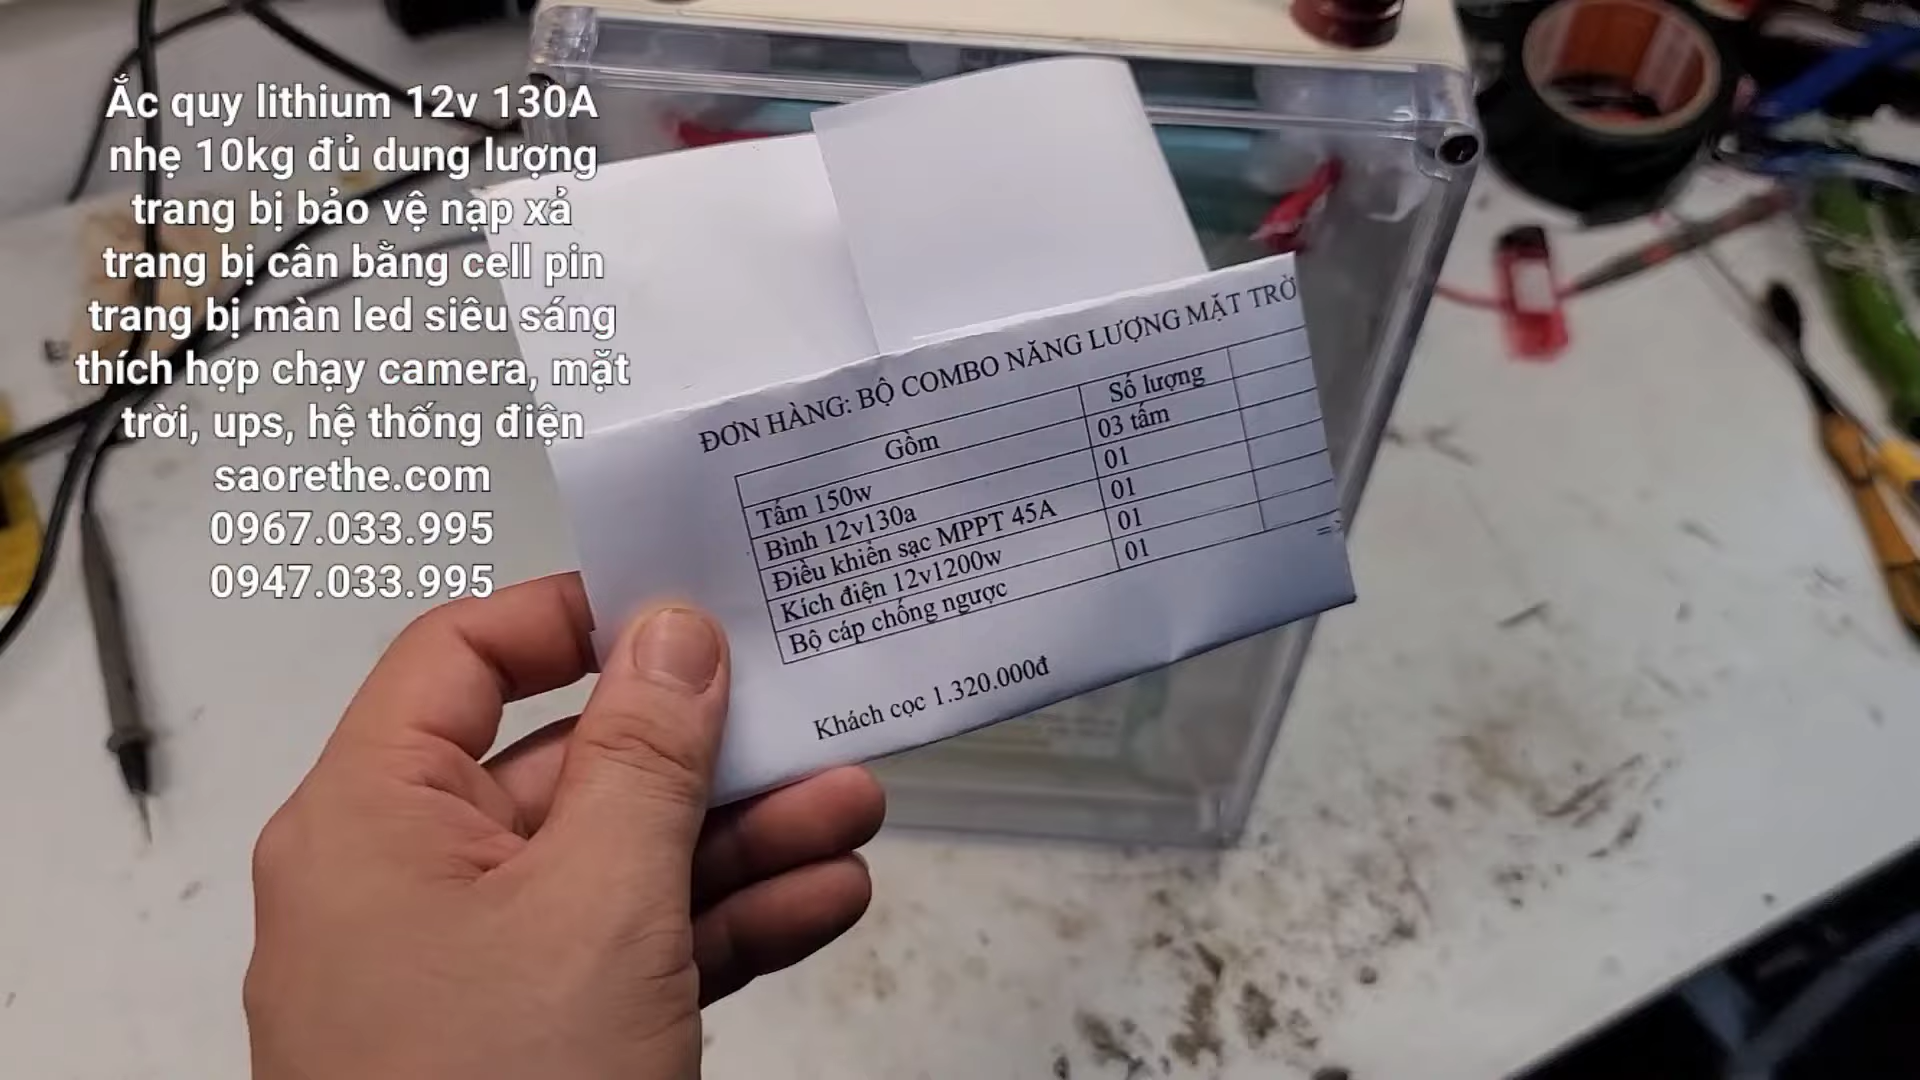 Ắc quy lithium 12v 130A
nhẹ 10kg đủ dung lượng
trang bị bảo vệ nạp xả
trang bị cân bằng cell pin
trang bị màn led siêu sáng
thích hợp chạy camera, mặt
trời, ups, hệ thống điện
saorethe.com
0967.033.995
0947.033.995
ĐƠN HÀNG: BỘ COMBO NĂNG LƯỢNG MẶT TRỜ
Gồm Số lượng
Tấm 150w 03 tấm
Bình 12v130a 01
Điều khiển sạc MPPT 45A 01
Kích điện 12v1200w 01
Bộ cáp chống ngược 01
=>
Khách cọc 1.320.000đ